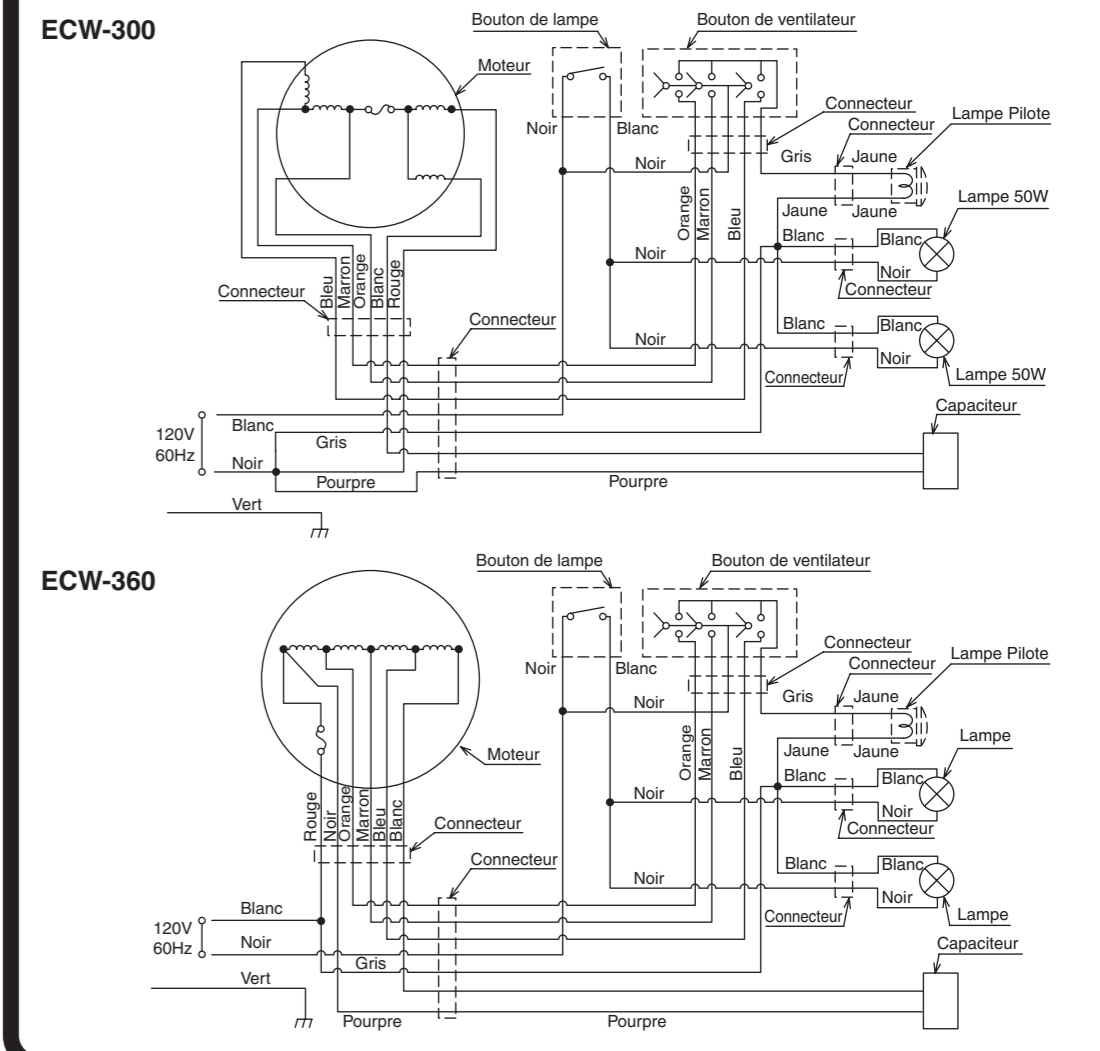 ECW-300
Bouton de lampe
Bouton de ventilateur
Moteur
Connecteur
Lampe Pilote
Noir
Blanc
Connecteur
Noir
Gris
Jaune
Orange
Marron
Bleu
Jaune
Jaune
Lampe 50W
Blanc
Blanc
Noir
Noir
Connecteur
Connecteur
Bleu
Marron
Orange
Blanc
Rouge
Connecteur
Blanc
Blanc
Noir
Noir
Connecteur
Lampe 50W
Capaciteur
120V
60Hz
Blanc
Gris
Noir
Pourpre
Pourpre
Vert
ECW-360
Bouton de lampe
Bouton de ventilateur
Noir
Blanc
Connecteur
Connecteur
Lampe Pilote
Noir
Gris
Jaune
Orange
Marron
Bleu
Moteur
Jaune
Jaune
Lampe
Blanc
Blanc
Noir
Noir
Connecteur
Rouge
Noir
Orange
Marron
Bleu
Blanc
Connecteur
Connecteur
Blanc
Blanc
Noir
Noir
Connecteur
Lampe
120V
60Hz
Blanc
Noir
Capaciteur
Gris
Vert
Pourpre
Pourpre